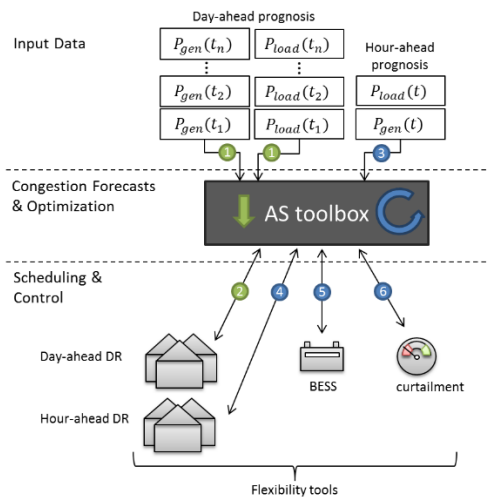 Day-ahead prognosis
Input Data
Hour-ahead
prognosis
P_gen(t_n) P_load(t_n)
⋮ ⋮
P_gen(t_2) P_load(t_2) P_load(t)
P_gen(t_1) P_load(t_1) P_gen(t)
1 1 3
Congestion Forecasts
& Optimization
AS toolbox
Scheduling &
Control
2 4 5 6
Day-ahead DR
BESS
curtailment
Hour-ahead DR
Flexibility tools